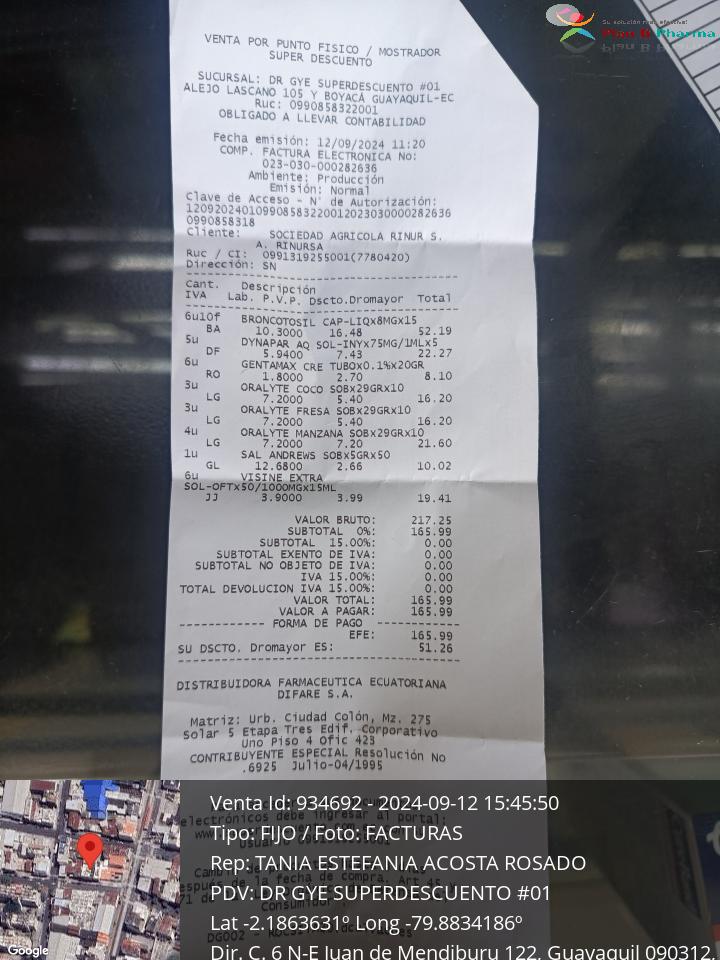 Su solución más efectiva!
Plan B Pharma
VENTA POR PUNTO FISICO / MOSTRADOR
SUPER DESCUENTO
SUCURSAL: DR GYE SUPERDESCUENTO #01
ALEJO LASCANO 105 Y BOYACÁ GUAYAQUIL-EC
Ruc: 0990858322001
OBLIGADO A LLEVAR CONTABILIDAD
Fecha emisión: 12/09/2024 11:20
COMP. FACTURA ELECTRONICA No:
023-030-000282636
Ambiente: Producción
Emisión: Normal
Clave de Acceso - N° de Autorización:
1209202401099085832200120230300000282636
0990858318
Cliente: SOCIEDAD AGRICOLA RINUR S.
A. RINURSA
Ruc / CI: 0991319255001(7780420)
Dirección: SN
Cant. Descripción
IVA Lab. P.V.P. Dscto.Dromayor Total
6u10f BRONCOTOSIL CAP-LIQx8MGx15
BA 10.3000 16.48 52.19
5u DYNAPAR AQ SOL-INYx75MG/1MLx5
DF 5.9400 7.43 22.27
6u GENTAMAX CRE TUBOx0.1%x20GR
RO 1.8000 2.70 8.10
3u ORALYTE COCO SOBx29GRx10
LG 7.2000 5.40 16.20
3u ORALYTE FRESA SOBx29GRx10
LG 7.2000 5.40 16.20
4u ORALYTE MANZANA SOBx29GRx10
LG 7.2000 7.20 21.60
1u SAL ANDREWS SOBx5GRx50
GL 12.6800 2.66 10.02
6u VISINE EXTRA
SOL-OFTx50/1000MGx15ML
JJ 3.9000 3.99 19.41
VALOR BRUTO: 217.25
SUBTOTAL 0%: 165.99
SUBTOTAL 15.00%: 0.00
SUBTOTAL EXENTO DE IVA: 0.00
SUBTOTAL NO OBJETO DE IVA: 0.00
IVA 15.00%: 0.00
TOTAL DEVOLUCION IVA 15.00%: 0.00
VALOR TOTAL: 165.99
VALOR A PAGAR: 165.99
FORMA DE PAGO
EFE: 165.99
SU DSCTO. Dromayor ES: 51.26
DISTRIBUIDORA FARMACEUTICA ECUATORIANA
DIFARE S.A.
Matriz: Urb. Ciudad Colón, Mz. 275
Solar 5 Etapa Tres Edif. Corporativo
Uno Piso 4 Ofic 423
CONTRIBUYENTE ESPECIAL Resolución No
.6925 Julio-04/1995
electrónicos debe ingresar al portal:
Venta Id: 934692 - 2024-09-12 15:45:50
Tipo: FIJO / Foto: FACTURAS
Rep: TANIA ESTEFANIA ACOSTA ROSADO
PDV: DR GYE SUPERDESCUENTO #01
Lat -2.1863631º Long -79.8834186º
Dir. C. 6 N-E Juan de Mendiburu 122, Guayaquil 090312,
Google